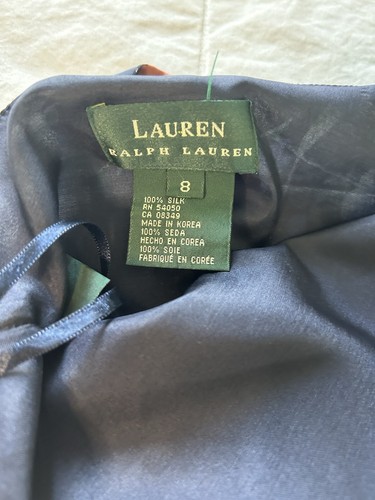 LAUREN
RALPH LAUREN
8
100% SILK
RN 54050
CA 08349
MADE IN KOREA
100% SEDA
HECHO EN COREA
100% SOIE
FABRIQUÉ EN CORÉE